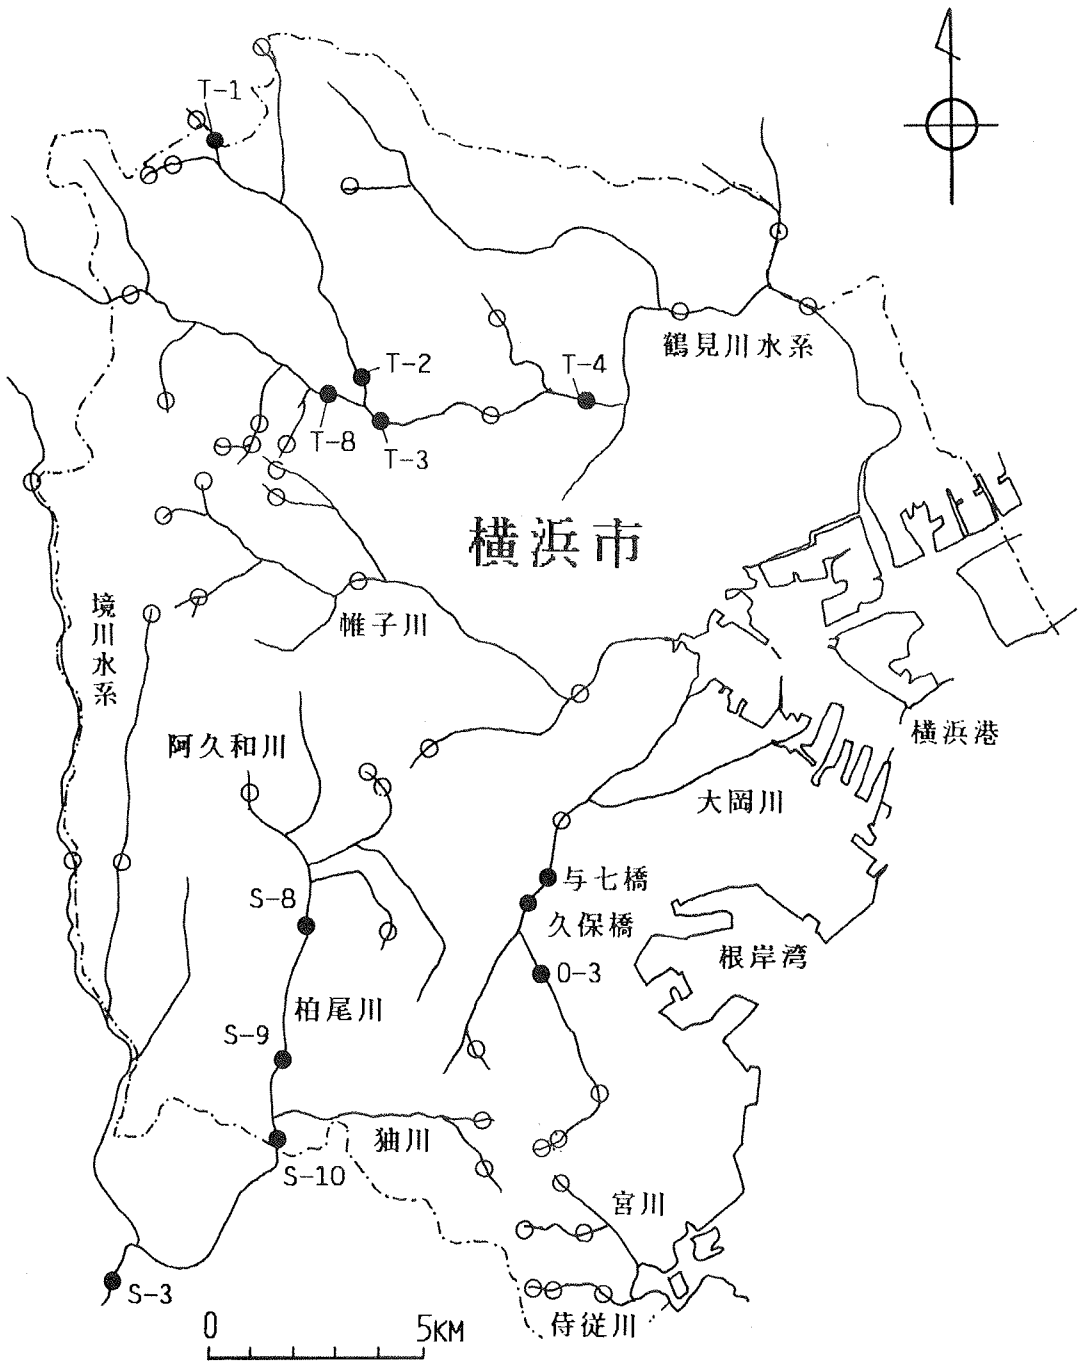 T-1
鶴見川水系
T-2
T-4
T-8
T-3
横浜市
境川水系
帷子川
阿久和川
横浜港
大岡川
与七橋
S-8
久保橋
根岸湾
O-3
柏尾川
S-9
㹨川
S-10
宮川
S-3
侍従川
0 5KM